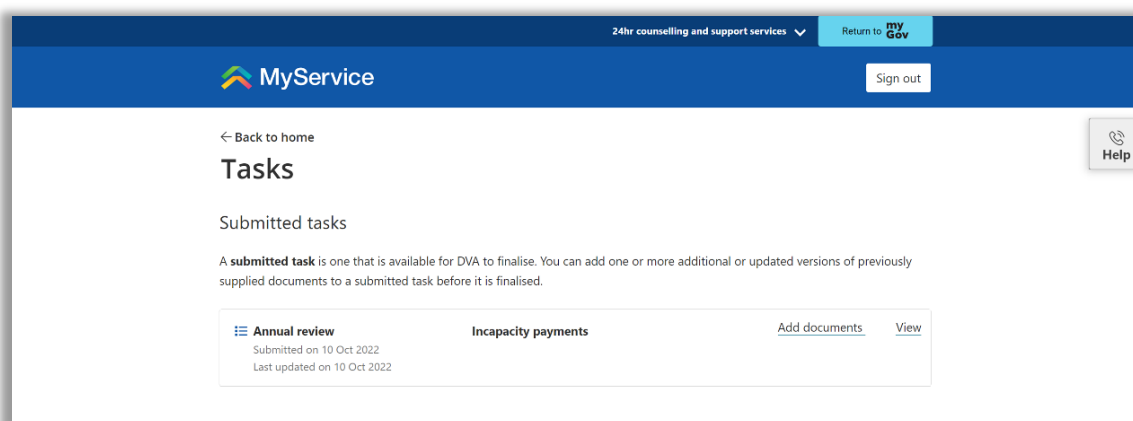 24hr counselling and support services
Return to my Gov
MyService
Sign out
← Back to home
Help
Tasks
Submitted tasks
A submitted task is one that is available for DVA to finalise. You can add one or more additional or updated versions of previously
supplied documents to a submitted task before it is finalised.
Annual review Incapacity payments Add documents View
Submitted on 10 Oct 2022
Last updated on 10 Oct 2022